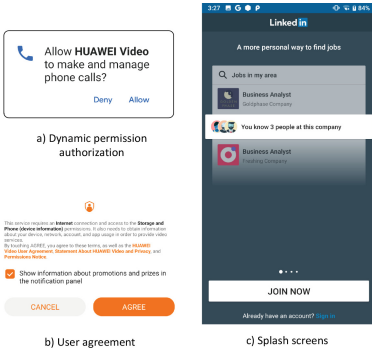 Allow HUAWEI Video
to make and manage
phone calls?
Deny Allow
a) Dynamic permission
authorization
This service requires an Internet connection and access to the Storage and
Phone (device information) permissions. It also needs to obtain information
about your device, network, account, and app usage in order to provide video
services.
By touching AGREE, you agree to these terms, as well as the HUAWEI
Video User Agreement, Statement About HUAWEI Video and Privacy, and
Permissions Notice.
Show information about promotions and prizes in
the notification panel
CANCEL AGREE
b) User agreement
3:27 84%
Linked in
A more personal way to find jobs
Jobs in my area
Business Analyst
Goldphase Company
You know 3 people at this company
Business Analyst
Freshing Company
JOIN NOW
Already have an account? Sign in
c) Splash screens